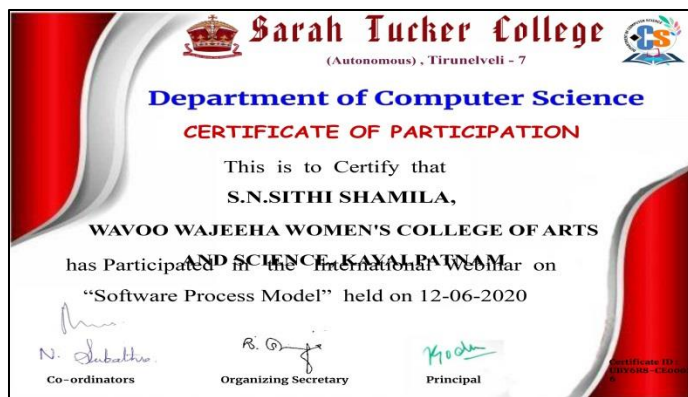 Sarah Tucker College
(Autonomous) , Tirunelveli - 7
Department of Computer Science
CERTIFICATE OF PARTICIPATION
This is to Certify that
S.N.SITHI SHAMILA,
WAVOO WAJEEHA WOMEN'S COLLEGE OF ARTS
AND SCIENCE, KAYALPATNAM
has Participated in the International Webinar on
“Software Process Model” held on 12-06-2020
N.
R.
Co-ordinators
Organizing Secretary
Principal
Certificate ID :
CS